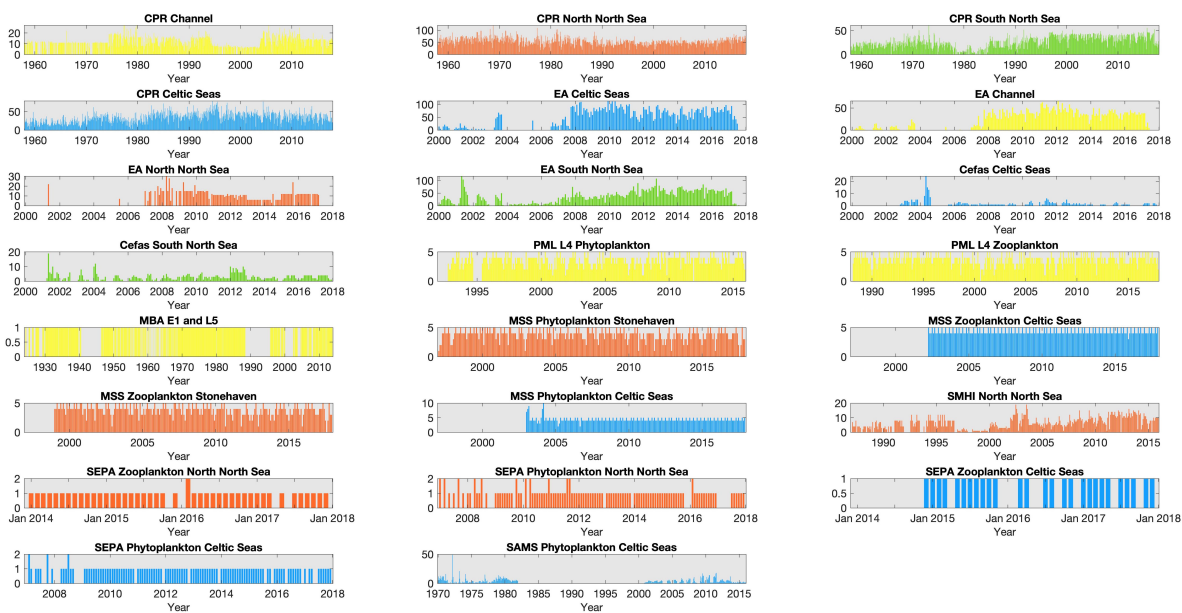 CPR Channel
20
10
0
1960 1970 1980 1990 2000 2010
Year
CPR North North Sea
100
50
0
1960 1970 1980 1990 2000 2010
Year
CPR South North Sea
50
0
1960 1970 1980 1990 2000 2010
Year
CPR Celtic Seas
50
0
1960 1970 1980 1990 2000 2010
Year
EA Celtic Seas
100
50
0
2000 2002 2004 2006 2008 2010 2012 2014 2016 2018
Year
EA Channel
60
40
20
0
2000 2002 2004 2006 2008 2010 2012 2014 2016 2018
Year
EA North North Sea
30
20
10
0
2000 2002 2004 2006 2008 2010 2012 2014 2016 2018
Year
EA South North Sea
100
50
0
2000 2002 2004 2006 2008 2010 2012 2014 2016 2018
Year
Cefas Celtic Seas
20
10
0
2000 2002 2004 2006 2008 2010 2012 2014 2016 2018
Year
Cefas South North Sea
20
10
0
2000 2002 2004 2006 2008 2010 2012 2014 2016 2018
Year
PML L4 Phytoplankton
5
0
1995 2000 2005 2010 2015
Year
PML L4 Zooplankton
5
0
1990 1995 2000 2005 2010 2015
Year
MBA E1 and L5
1
0.5
0
1930 1940 1950 1960 1970 1980 1990 2000 2010
Year
MSS Phytoplankton Stonehaven
5
0
2000 2005 2010 2015
Year
MSS Zooplankton Celtic Seas
5
0
2000 2005 2010 2015
Year
MSS Zooplankton Stonehaven
5
0
2000 2005 2010 2015
Year
MSS Phytoplankton Celtic Seas
10
5
0
2000 2005 2010 2015
Year
SMHI North North Sea
20
10
0
1990 1995 2000 2005 2010 2015
Year
SEPA Zooplankton North North Sea
2
1
0
Jan 2014 Jan 2015 Jan 2016 Jan 2017 Jan 2018
Year
SEPA Phytoplankton North North Sea
2
1
0
2008 2010 2012 2014 2016 2018
Year
SEPA Zooplankton Celtic Seas
1
0.5
0
Jan 2014 Jan 2015 Jan 2016 Jan 2017 Jan 2018
Year
SEPA Phytoplankton Celtic Seas
2
1
0
2008 2010 2012 2014 2016 2018
Year
SAMS Phytoplankton Celtic Seas
50
0
1970 1975 1980 1985 1990 1995 2000 2005 2010 2015
Year